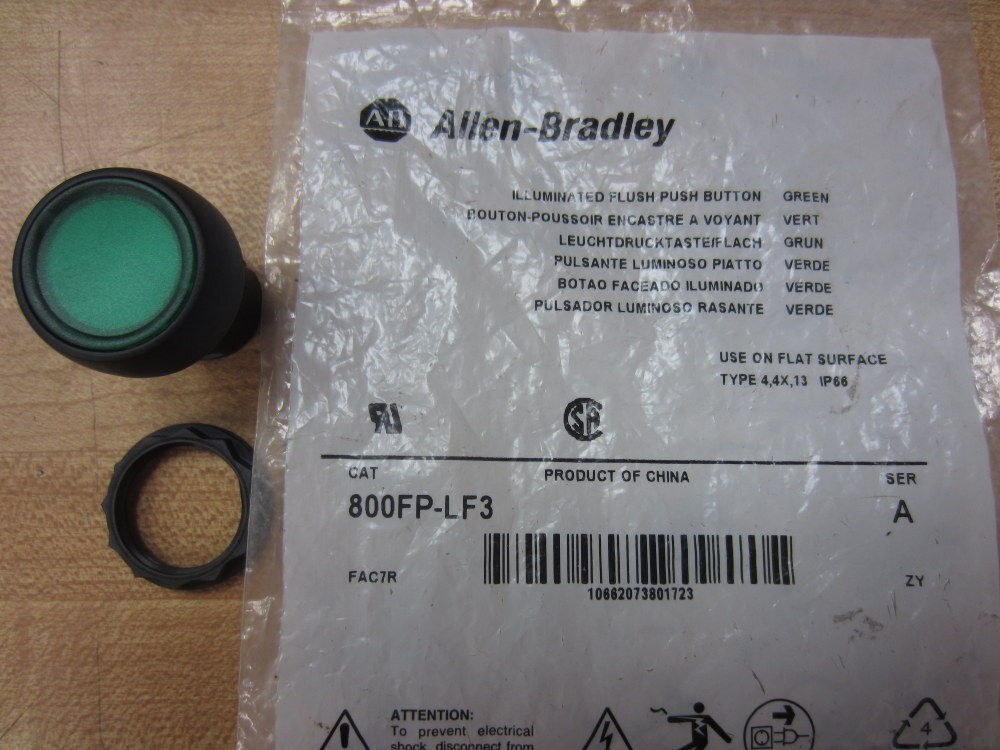 AB Allen-Bradley
ILLUMINATED FLUSH PUSH BUTTON GREEN
BOUTON-POUSSOIR ENCASTRE A VOYANT VERT
LEUCHTDRUCKTASTE/FLACH GRUN
PULSANTE LUMINOSO PIATTO VERDE
BOTAO FACEADO ILUMINADO VERDE
PULSADOR LUMINOSO RASANTE VERDE
USE ON FLAT SURFACE
TYPE 4,4X,13 IP66
CAT PRODUCT OF CHINA SER
800FP-LF3 A
FAC7R ZY
10662073801723
ATTENTION:
To prevent electrical
shock, disconnect from
4